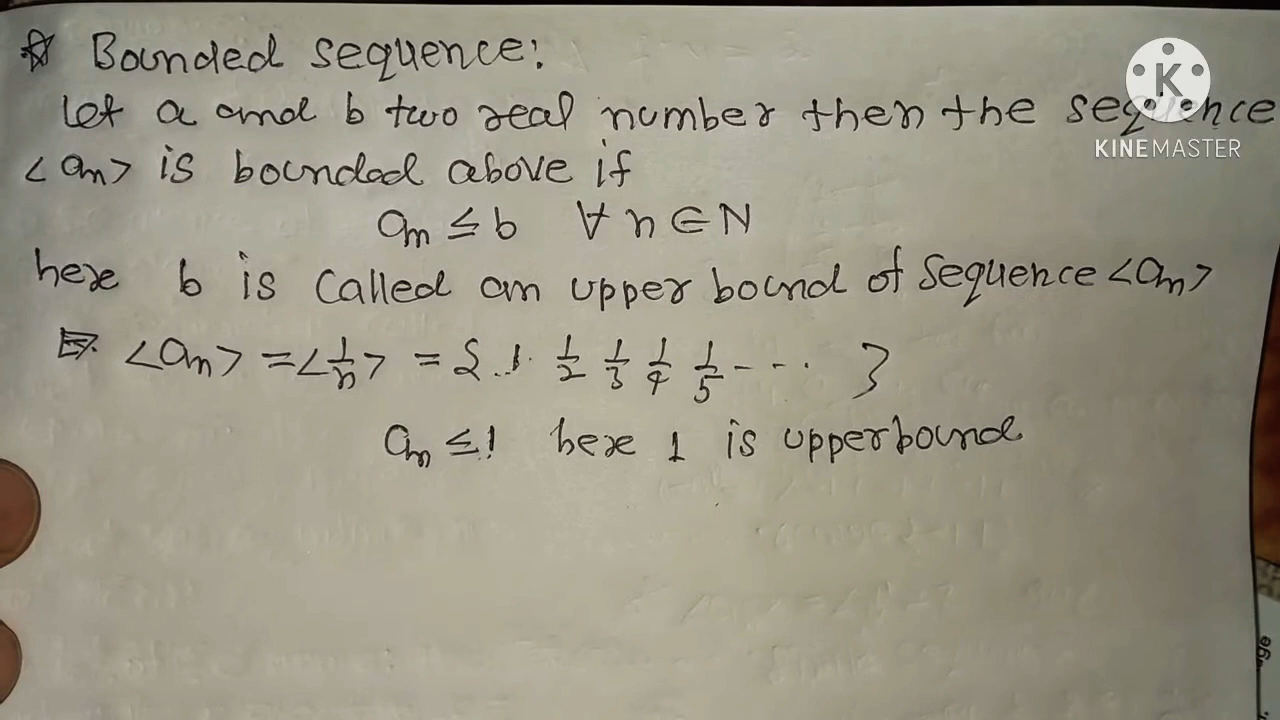 ☆ Bounded sequence:
Let a and b two real number then the sequence
<an> is bounded above if
an ≤ b ∀ n ∈ N
here b is called an upper bound of sequence <an>
Ex. <an> = <1/n> = { 1 1/2 1/3 1/4 1/5 - - - }
an ≤ 1 here 1 is upperbound
K
KINEMASTER